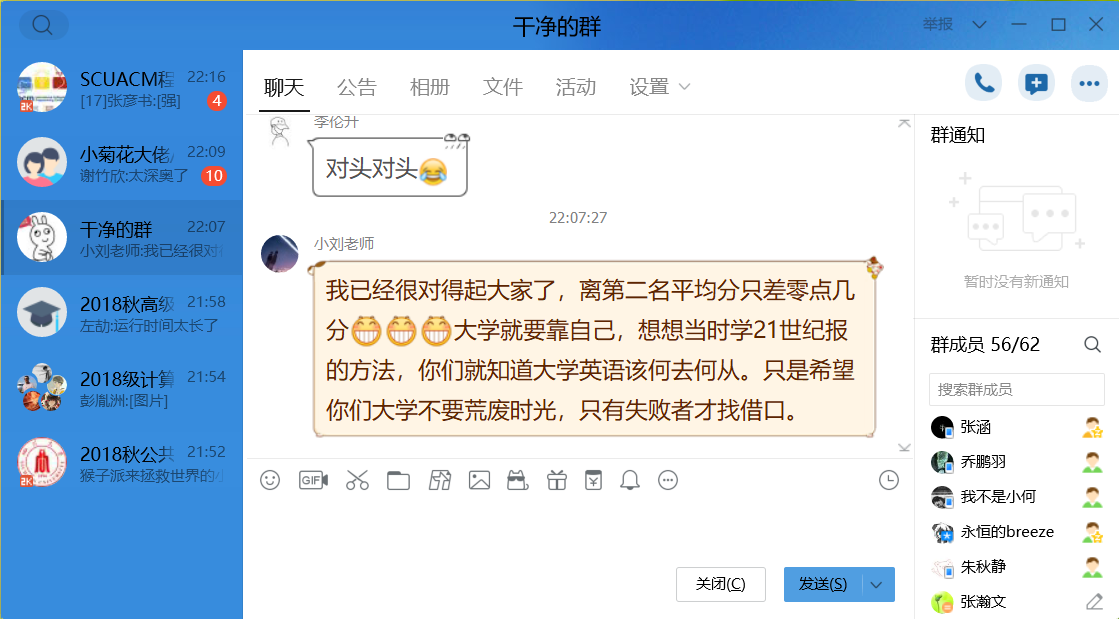 干净的群
举报
SCUACM程
22:16
[17]张彦书:[强]
4
2K
小菊花大佬
22:09
谢竹欣:太深奥了
10
干净的群
22:07
小刘老师:我已经很对
2018秋高级
21:58
左劼:运行时间太长了
2018级计算
21:54
彭胤洲:[图片]
2018秋公共
21:52
猴子派来拯救世界的小
2K
聊天 公告 相册 文件 活动 设置
李伦升
对头对头
22:07:27
小刘老师
我已经很对得起大家了，离第二名平均分只差零点几
分大学就要靠自己，想想当时学21世纪报
的方法，你们就知道大学英语该何去何从。只是希望
你们大学不要荒废时光，只有失败者才找借口。
GIF
关闭(C)
发送(S)
群通知
暂时没有新通知
群成员 56/62
搜索群成员
张涵
乔鹏羽
我不是小何
永恒的breeze
朱秋静
张瀚文